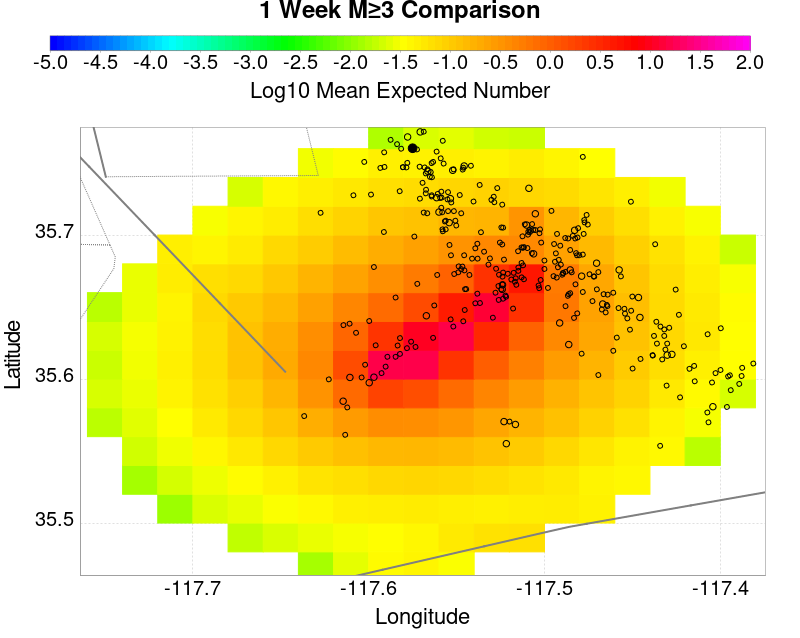 1 Week M≥3 Comparison
-5.0 -4.5 -4.0 -3.5 -3.0 -2.5 -2.0 -1.5 -1.0 -0.5 0.0 0.5 1.0 1.5 2.0
Log10 Mean Expected Number
35.7
35.6
35.5
Latitude
-117.7 -117.6 -117.5 -117.4
Longitude